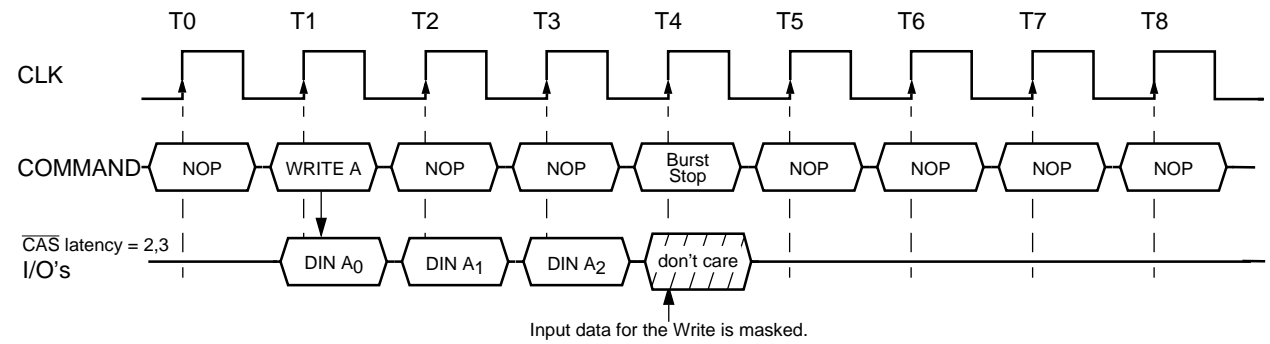 T0 T1 T2 T3 T4 T5 T6 T7 T8
CLK
COMMAND NOP WRITE A NOP NOP Burst Stop NOP NOP NOP NOP
CAS latency = 2,3
I/O's DIN A0 DIN A1 DIN A2 don't care
Input data for the Write is masked.